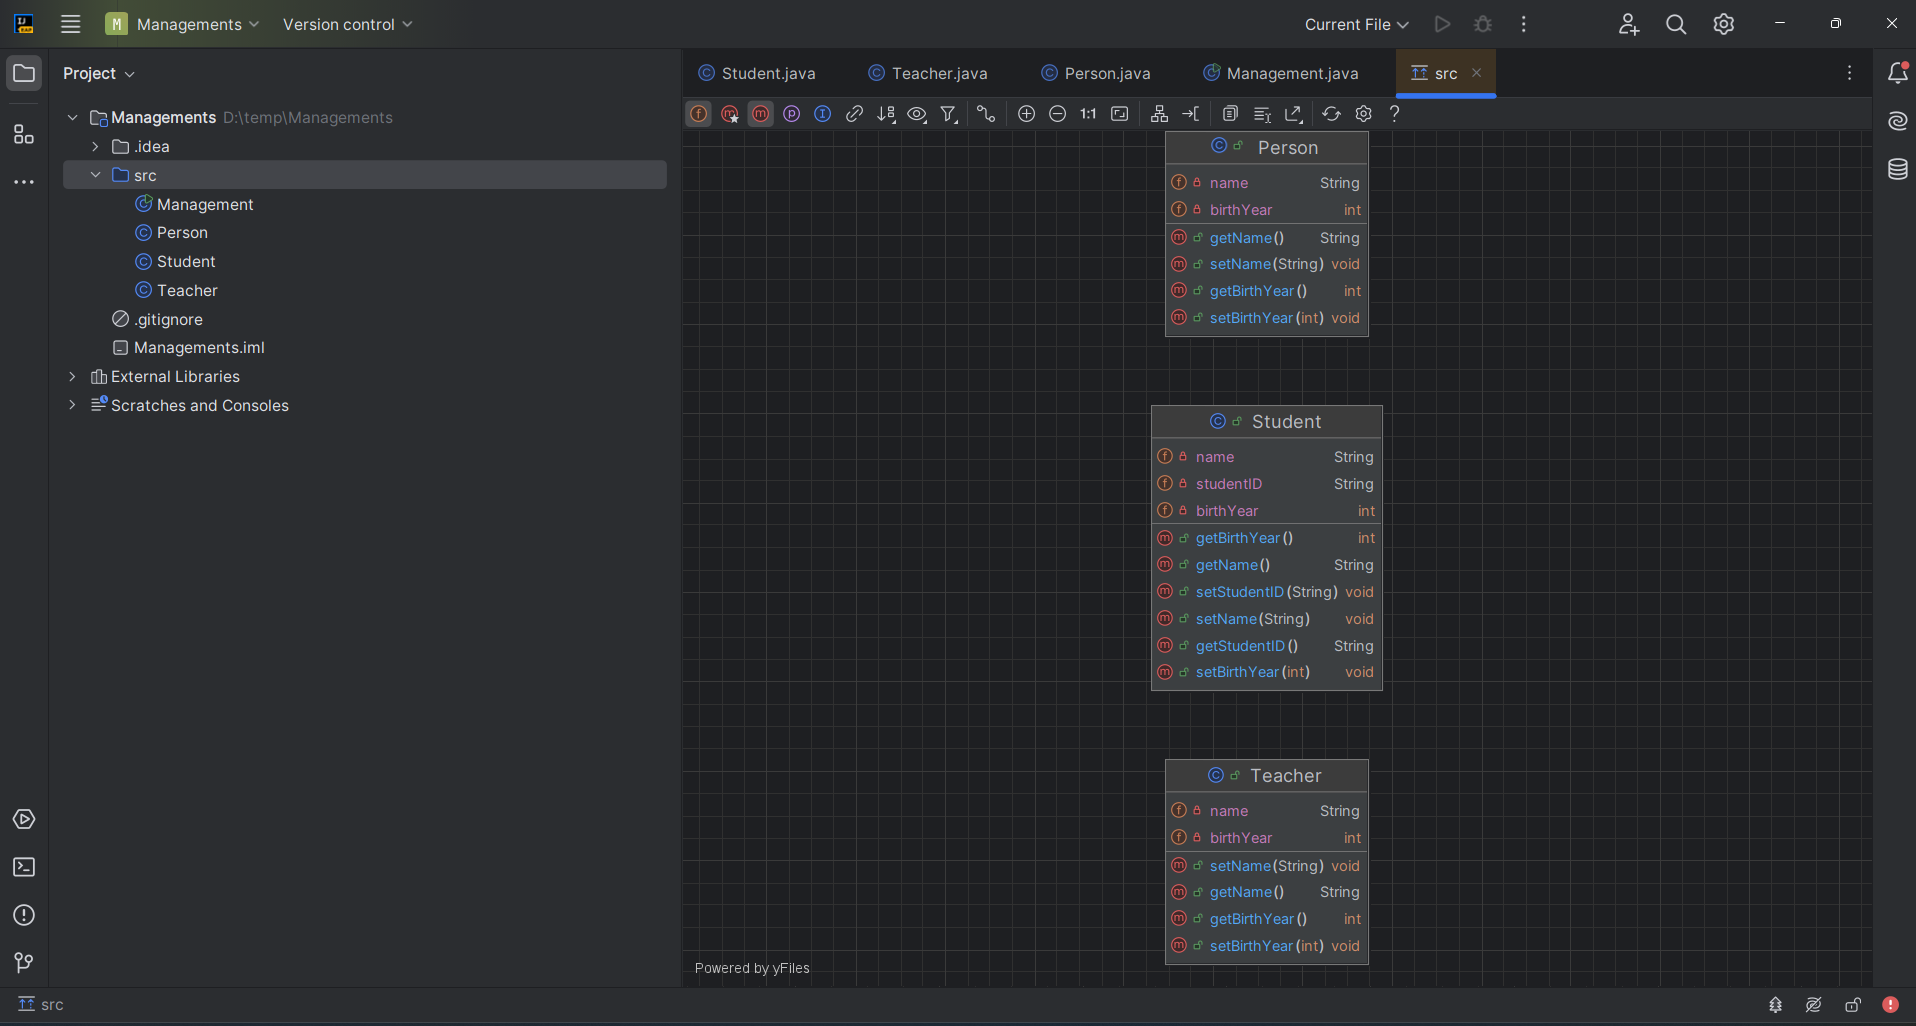 M Managements Version control Current File
Project
Student.java Teacher.java Person.java Management.java src
Managements D:\temp\Managements
.idea
src
Management
Person
Student
Teacher
.gitignore
Managements.iml
External Libraries
Scratches and Consoles
1:1
Person
name String
birthYear int
getName() String
setName(String) void
getBirthYear() int
setBirthYear(int) void
Student
name String
studentID String
birthYear int
getBirthYear() int
getName() String
setStudentID(String) void
setName(String) void
getStudentID() String
setBirthYear(int) void
Teacher
name String
birthYear int
setName(String) void
getName() String
getBirthYear() int
setBirthYear(int) void
Powered by yFiles
src